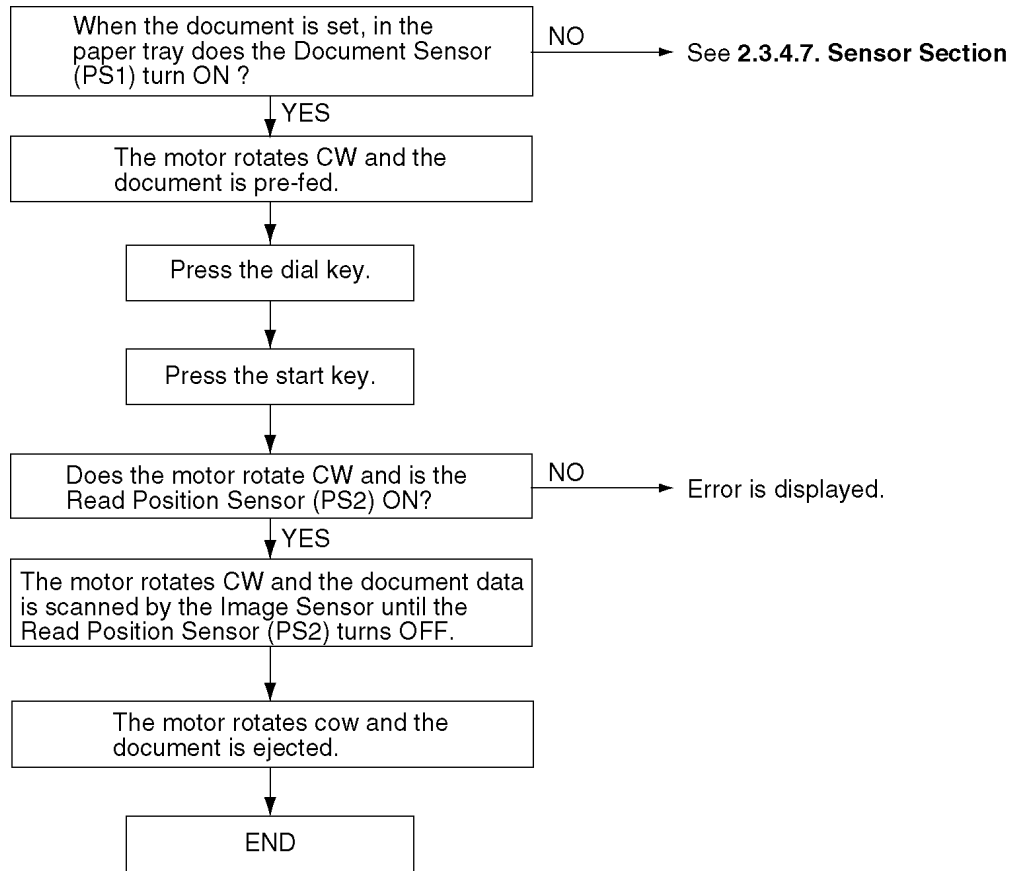 When the document is set, in the
paper tray does the Document Sensor
(PS1) turn ON ?
NO
See 2.3.4.7. Sensor Section
YES
The motor rotates CW and the
document is pre-fed.
Press the dial key.
Press the start key.
Does the motor rotate CW and is the
Read Position Sensor (PS2) ON?
NO
Error is displayed.
YES
The motor rotates CW and the document data
is scanned by the Image Sensor until the
Read Position Sensor (PS2) turns OFF.
The motor rotates cow and the
document is ejected.
END